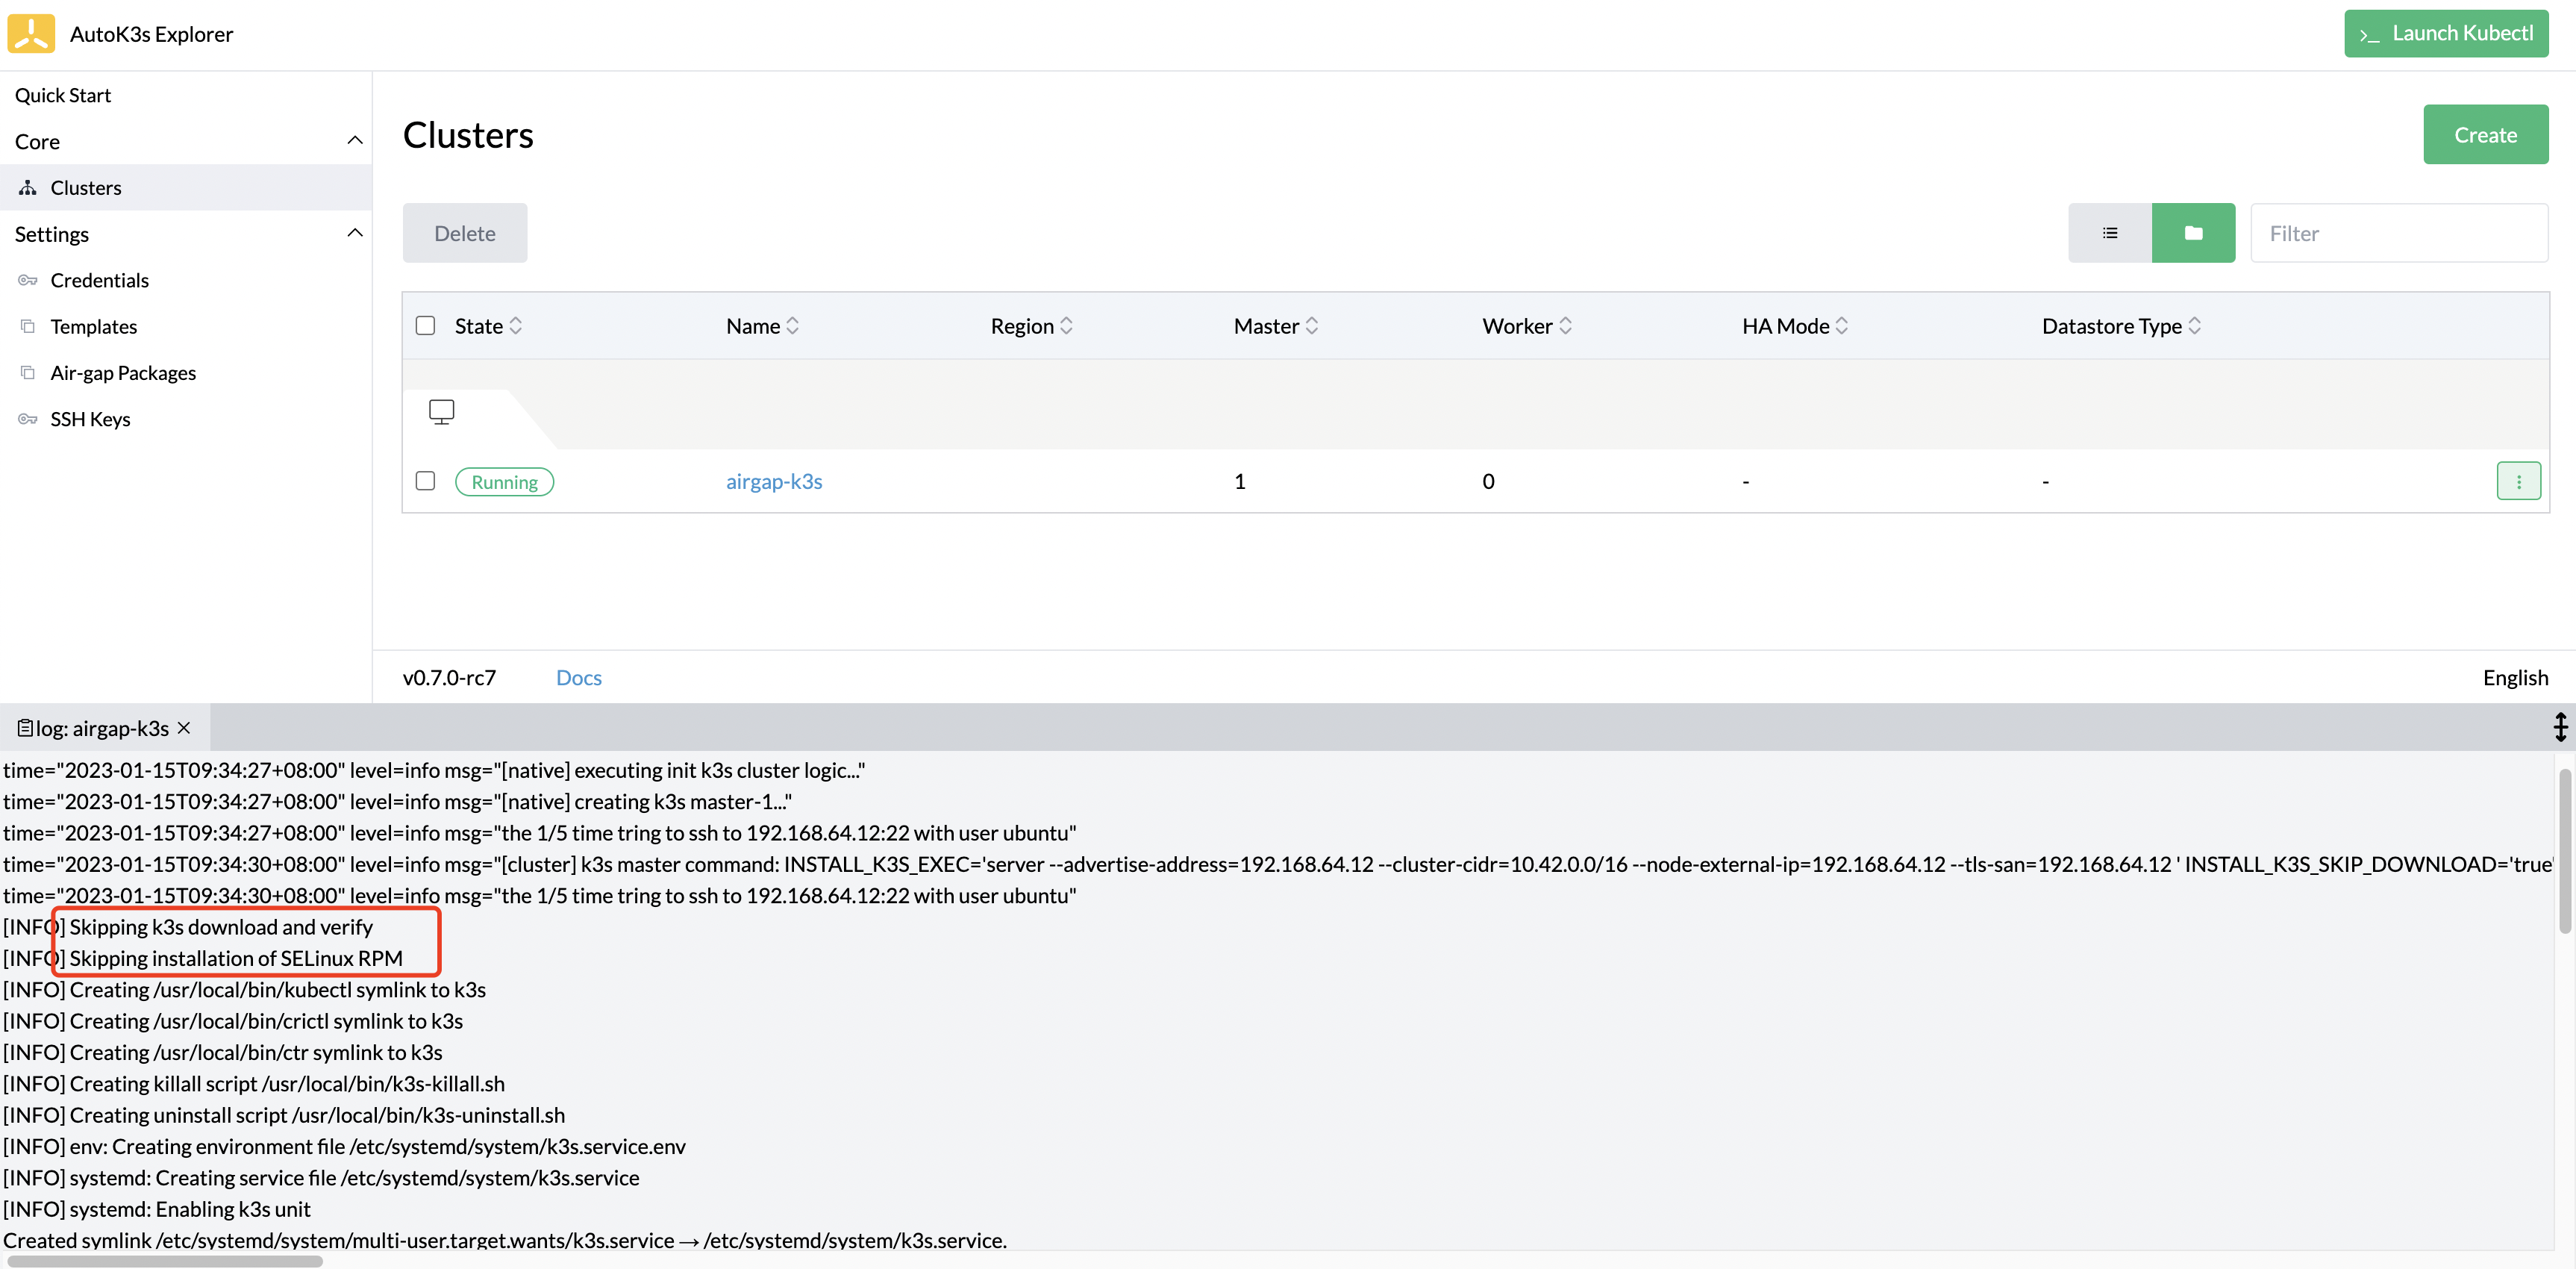 AutoK3s Explorer
>_ Launch Kubectl
Quick Start
Core
Clusters
Settings
Credentials
Templates
Air-gap Packages
SSH Keys
Clusters
Create
Delete
Filter
State Name Region Master Worker HA Mode Datastore Type
Running airgap-k3s 1 0 - -
v0.7.0-rc7 Docs English
log: airgap-k3s ×
time="2023-01-15T09:34:27+08:00" level=info msg="[native] executing init k3s cluster logic..."
time="2023-01-15T09:34:27+08:00" level=info msg="[native] creating k3s master-1..."
time="2023-01-15T09:34:27+08:00" level=info msg="the 1/5 time tring to ssh to 192.168.64.12:22 with user ubuntu"
time="2023-01-15T09:34:30+08:00" level=info msg="[cluster] k3s master command: INSTALL_K3S_EXEC='server --advertise-address=192.168.64.12 --cluster-cidr=10.42.0.0/16 --node-external-ip=192.168.64.12 --tls-san=192.168.64.12 ' INSTALL_K3S_SKIP_DOWNLOAD='true'
time="2023-01-15T09:34:30+08:00" level=info msg="the 1/5 time tring to ssh to 192.168.64.12:22 with user ubuntu"
[INFO] Skipping k3s download and verify
[INFO] Skipping installation of SELinux RPM
[INFO] Creating /usr/local/bin/kubectl symlink to k3s
[INFO] Creating /usr/local/bin/crictl symlink to k3s
[INFO] Creating /usr/local/bin/ctr symlink to k3s
[INFO] Creating killall script /usr/local/bin/k3s-killall.sh
[INFO] Creating uninstall script /usr/local/bin/k3s-uninstall.sh
[INFO] env: Creating environment file /etc/systemd/system/k3s.service.env
[INFO] systemd: Creating service file /etc/systemd/system/k3s.service
[INFO] systemd: Enabling k3s unit
Created symlink /etc/systemd/system/multi-user.target.wants/k3s.service → /etc/systemd/system/k3s.service.